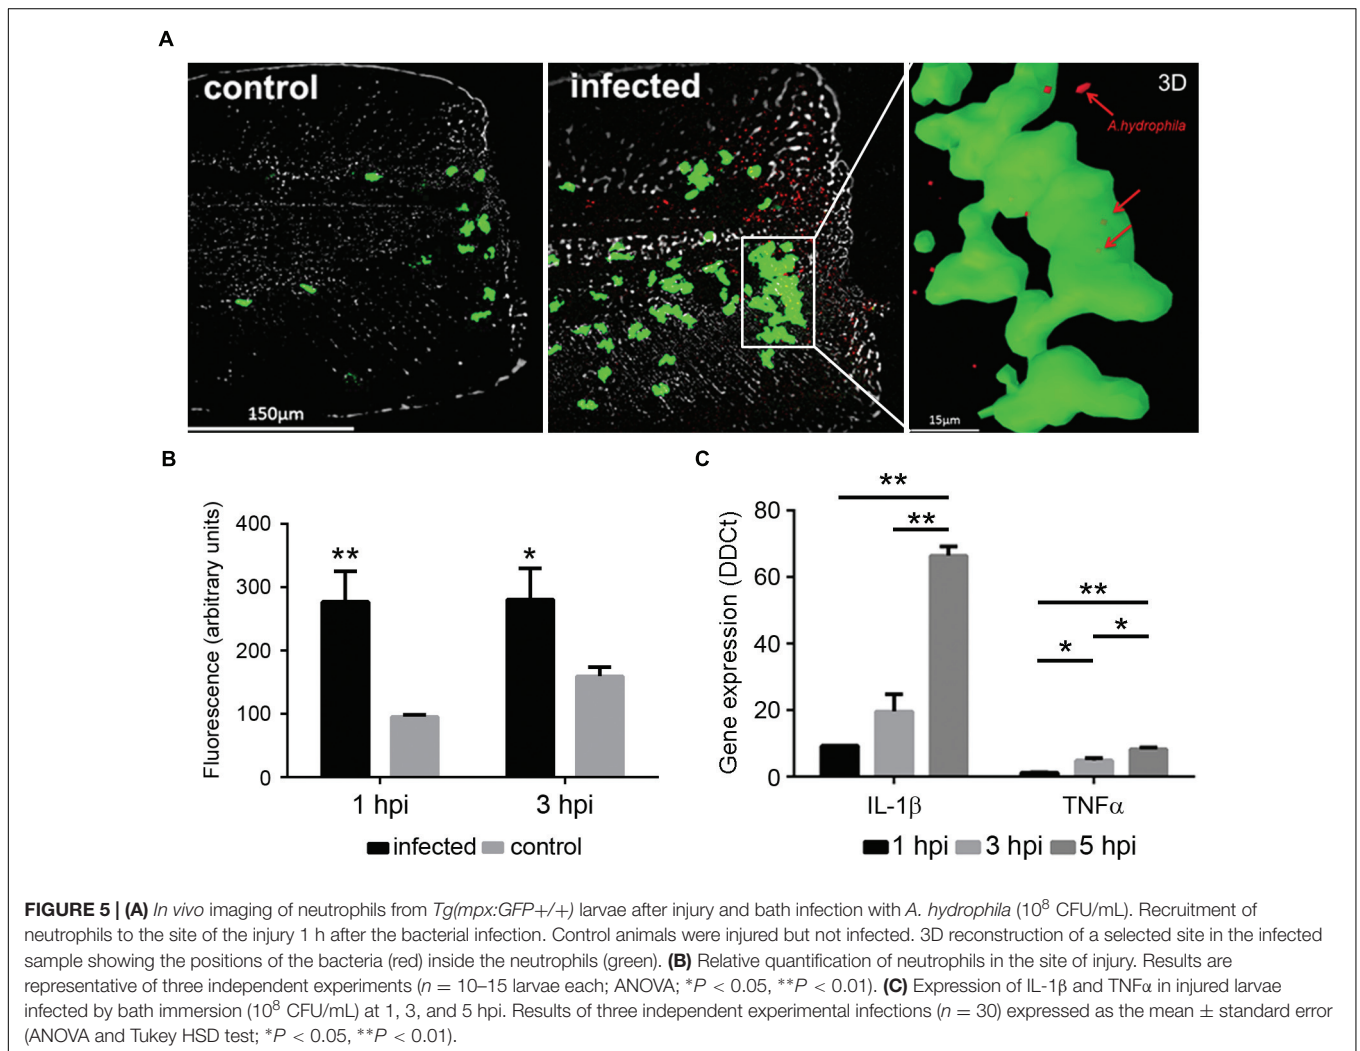 A
control
infected
3D
A.hydrophila
150μm
15μm
B
Fluorescence (arbitrary units)
400
300
200
100
0
**
*
1 hpi
3 hpi
infected control
C
Gene expression (DDCt)
80
60
40
20
0
**
**
**
*
*
IL-1β
TNFα
1 hpi 3 hpi 5 hpi
FIGURE 5 | (A) In vivo imaging of neutrophils from Tg(mpx:GFP+/+) larvae after injury and bath infection with A. hydrophila (10⁸ CFU/mL). Recruitment of
neutrophils to the site of the injury 1 h after the bacterial infection. Control animals were injured but not infected. 3D reconstruction of a selected site in the infected
sample showing the positions of the bacteria (red) inside the neutrophils (green). (B) Relative quantification of neutrophils in the site of injury. Results are
representative of three independent experiments (n = 10–15 larvae each; ANOVA; *P < 0.05, **P < 0.01). (C) Expression of IL-1β and TNFα in injured larvae
infected by bath immersion (10⁸ CFU/mL) at 1, 3, and 5 hpi. Results of three independent experimental infections (n = 30) expressed as the mean ± standard error
(ANOVA and Tukey HSD test; *P < 0.05, **P < 0.01).